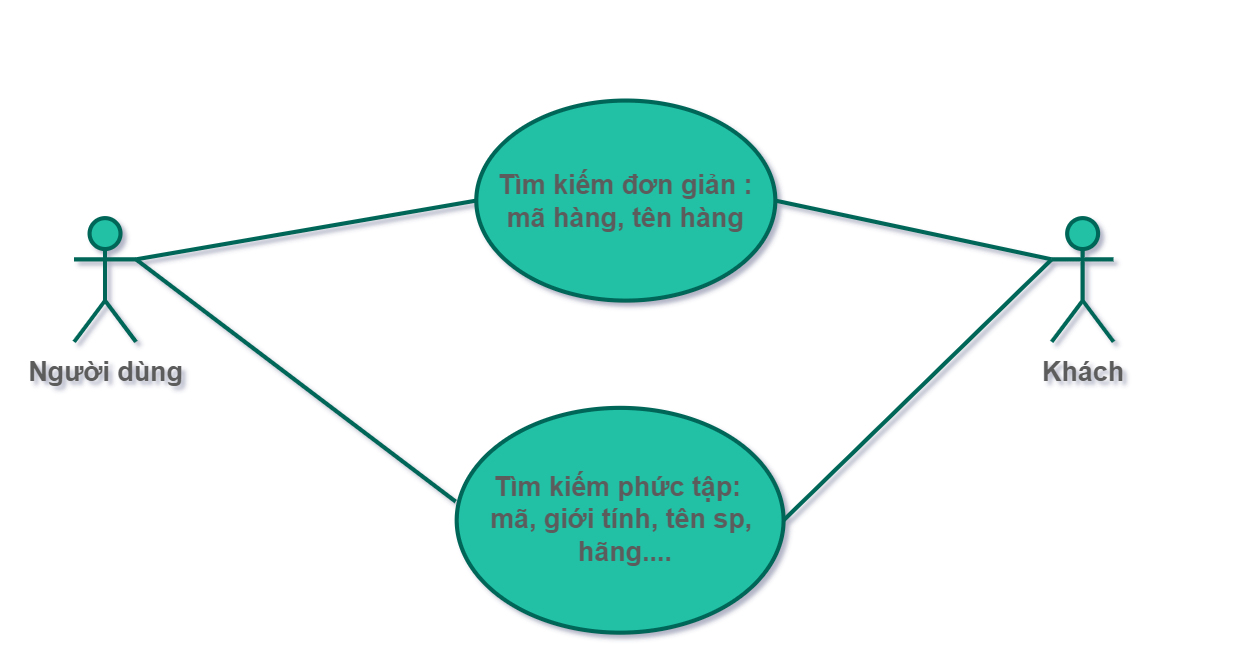 Tìm kiếm đơn giản :
mã hàng, tên hàng
Người dùng
Khách
Tìm kiếm phức tập:
mã, giới tính, tên sp,
hãng....